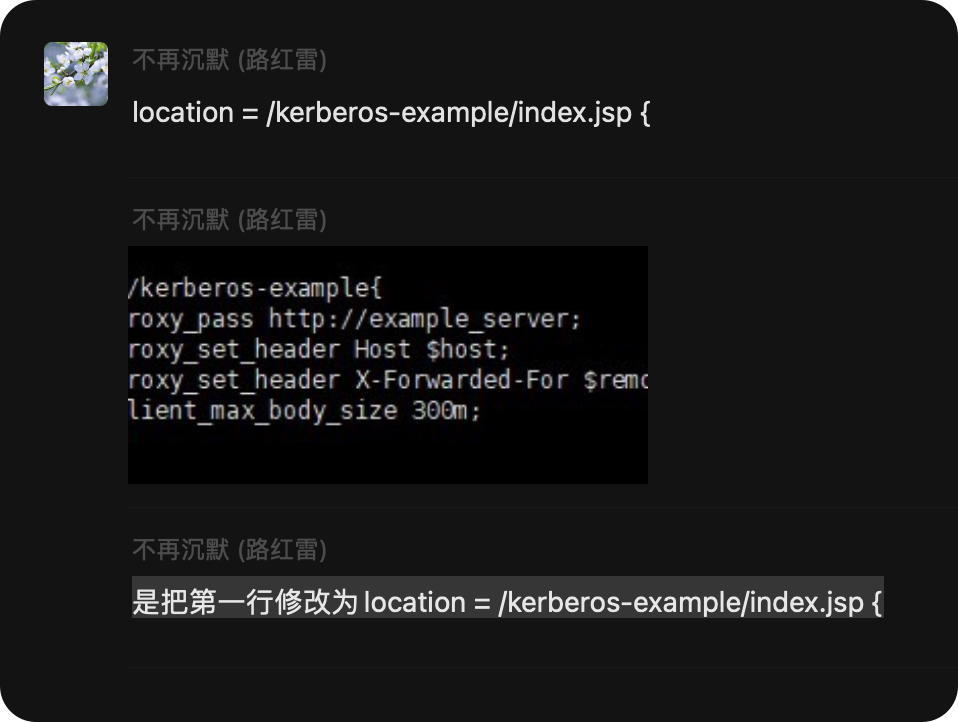 不再沉默 (路红雷)
location = /kerberos-example/index.jsp {
不再沉默 (路红雷)
/kerberos-example{
roxy_pass http://example_server;
roxy_set_header Host $host;
roxy_set_header X-Forwarded-For $remo
lient_max_body_size 300m;
不再沉默 (路红雷)
是把第一行修改为 location = /kerberos-example/index.jsp {